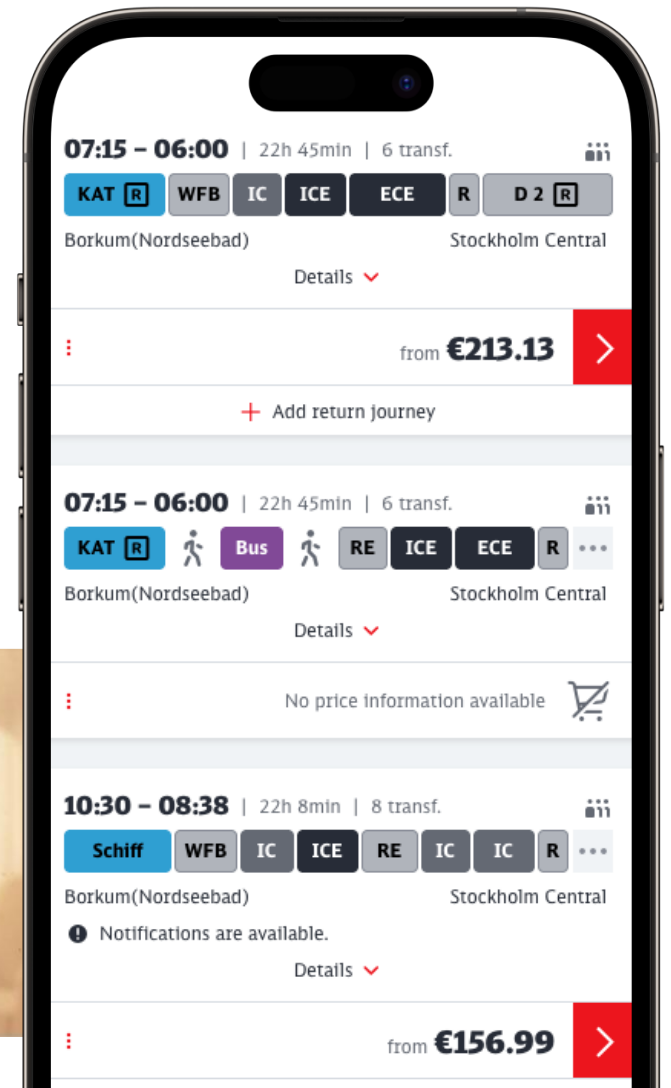 07:15 – 06:00 | 22h 45min | 6 transf.
KAT R WFB IC ICE ECE R D 2 R
Borkum(Nordseebad) Stockholm Central
Details
from €213.13
+ Add return journey
07:15 – 06:00 | 22h 45min | 6 transf.
KAT R Bus RE ICE ECE R ...
Borkum(Nordseebad) Stockholm Central
Details
No price information available
10:30 – 08:38 | 22h 8min | 8 transf.
Schiff WFB IC ICE RE IC IC R ...
Borkum(Nordseebad) Stockholm Central
Notifications are available.
Details
from €156.99